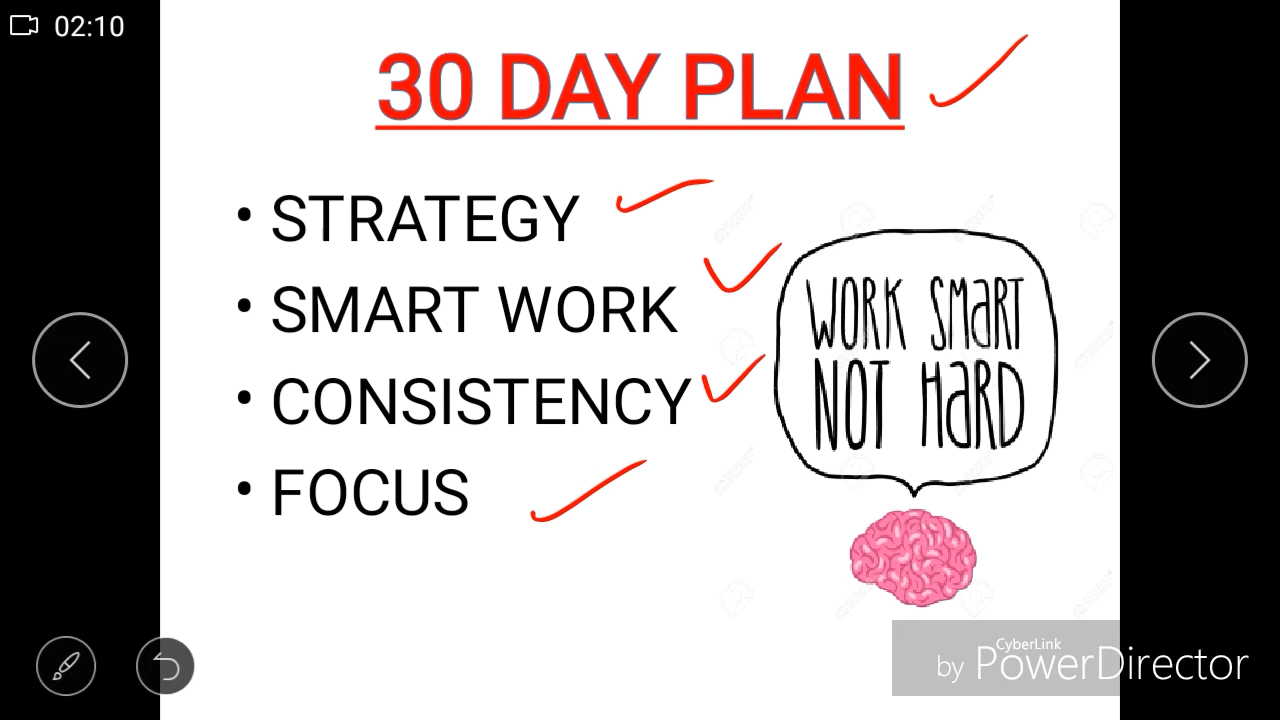 02:10
30 DAY PLAN
• STRATEGY
• SMART WORK
• CONSISTENCY
• FOCUS
WORK SMaRT
NOT HaRD
CyberLink
by PowerDirector